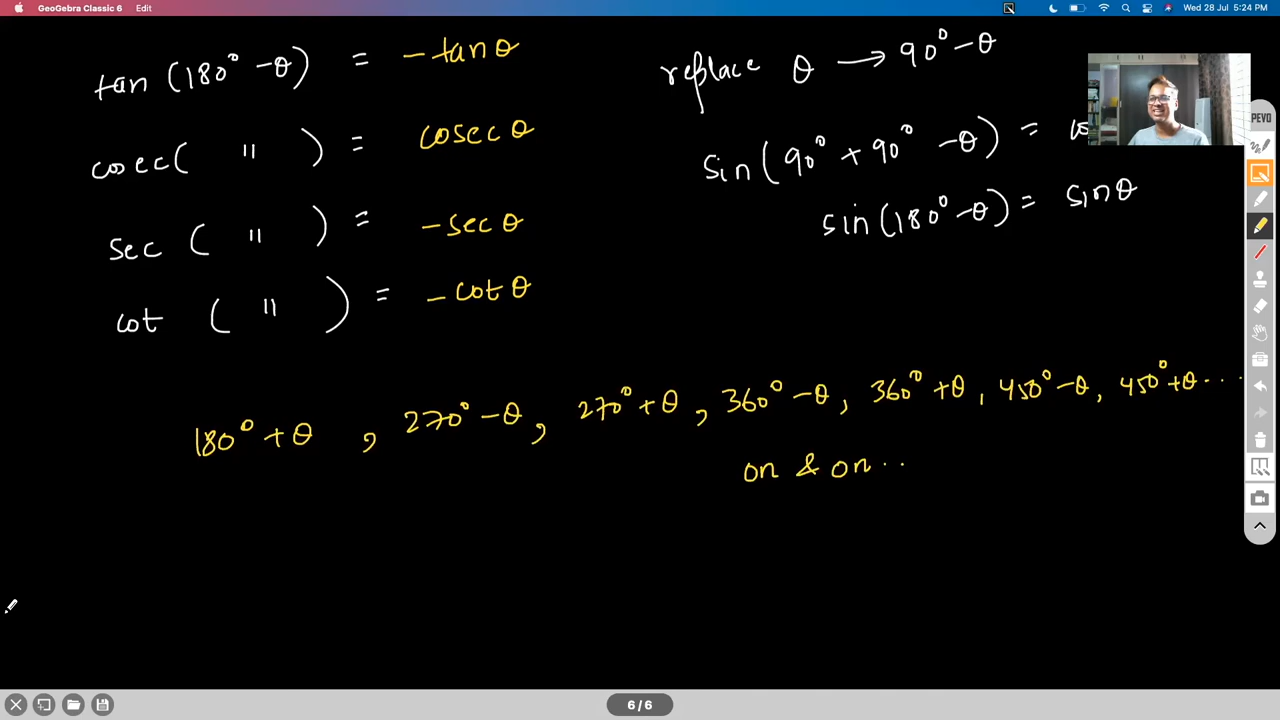 GeoGebra Classic 6 Edit Wed 28 Jul 5:24 PM
tan (180° - θ) = - tan θ
cosec ( " ) = cosec θ
sec ( " ) = - sec θ
cot ( " ) = - cot θ
replace θ → 90° - θ
sin (90° + 90° - θ) =
sin (180° - θ) = sin θ
PEVO
180° + θ , 270° - θ , 270° + θ , 360° - θ , 360° + θ , 450° - θ , 450° + θ ...
on & on ..
6 / 6